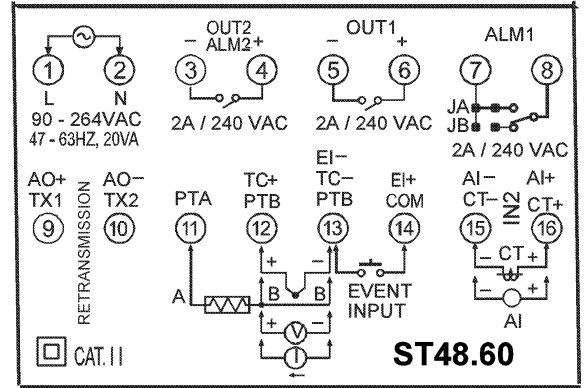 OUT2
ALM2
− +
OUT1
− +
ALM1
1 2 3 4 5 6 7 8
L N
90 - 264VAC
47 - 63HZ, 20VA
2A / 240 VAC
2A / 240 VAC
JA
JB
2A / 240 VAC
AO+
TX1
9
RETRANSMISSION
AO−
TX2
10
PTA
11
TC+
PTB
12
EI−
TC−
PTB
13
EI+
COM
14
AI−
CT−
15
IN2
AI+
CT+
16
A
+ −
B B
+ V −
I
←
EVENT
INPUT
− CT +
− +
AI
CAT.II
ST48.60